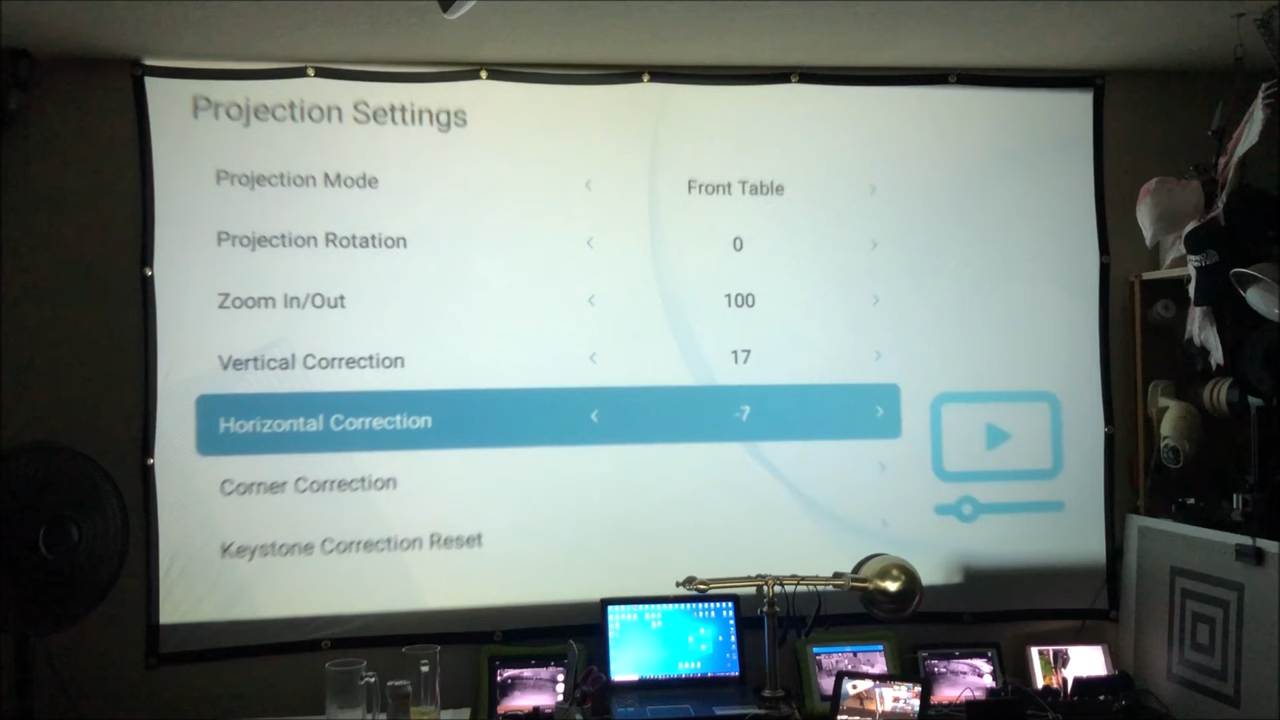 Projection Settings
Projection Mode < Front Table >
Projection Rotation < 0 >
Zoom In/Out < 100 >
Vertical Correction < 17 >
Horizontal Correction < -7 >
Corner Correction >
Keystone Correction Reset >